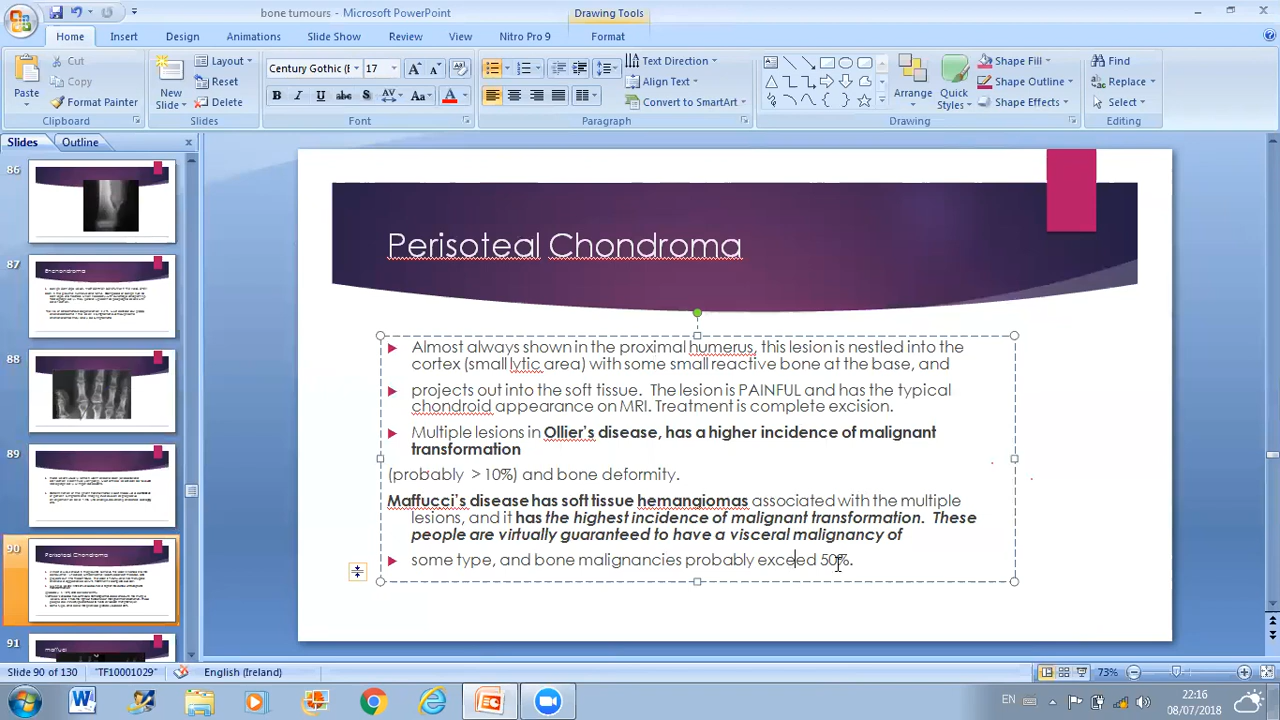 bone tumours - Microsoft PowerPoint
Drawing Tools
Home Insert Design Animations Slide Show Review View Nitro Pro 9 Format
Paste
Cut
Copy
Format Painter
Clipboard
New Slide
Layout
Reset
Delete
Slides
Century Gothic (B 17
B I U abc S AV Aa A
Font
Text Direction
Align Text
Convert to SmartArt
Paragraph
Arrange
Quick Styles
Shape Fill
Shape Outline
Shape Effects
Drawing
Find
Replace
Select
Editing
Slides Outline
86
87
Enchondroma
88
89
90
Perisoteal Chondroma
91
maffuci
Perisoteal Chondroma
Almost always shown in the proximal humerus, this lesion is nestled into the
cortex (small lytic area) with some small reactive bone at the base, and
projects out into the soft tissue. The lesion is PAINFUL and has the typical
chondroid appearance on MRI. Treatment is complete excision.
Multiple lesions in Ollier's disease, has a higher incidence of malignant
transformation
(probably > 10%) and bone deformity.
Maffucci's disease has soft tissue hemangiomas associated with the multiple
lesions, and it has the highest incidence of malignant transformation. These
people are virtually guaranteed to have a visceral malignancy of
some type, and bone malignancies probably exceed 50%.
Slide 90 of 130 "TF10001029" English (Ireland) 73%
EN 22:16
08/07/2018